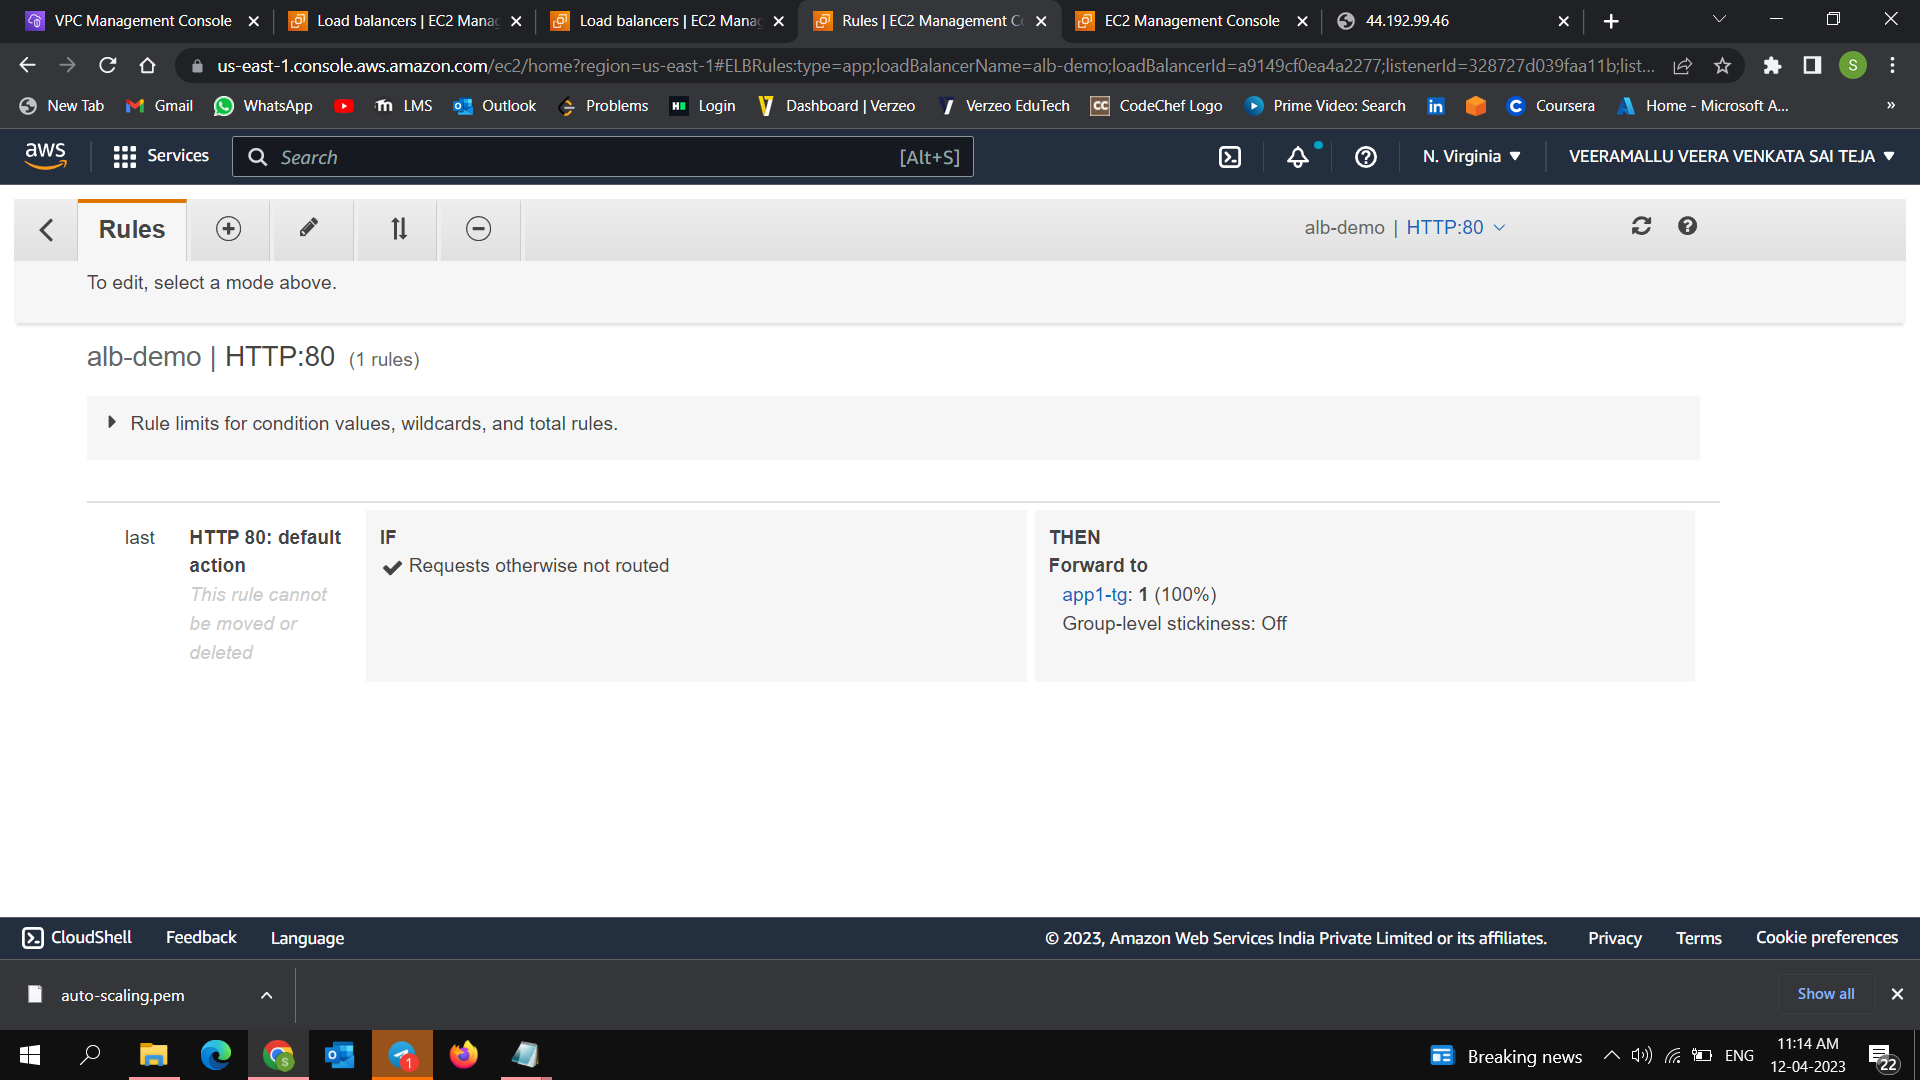 VPC Management Console
Load balancers | EC2 Manag
Load balancers | EC2 Manag
Rules | EC2 Management Co
EC2 Management Console
44.192.99.46
us-east-1.console.aws.amazon.com/ec2/home?region=us-east-1#ELBRules:type=app;loadBalancerName=alb-demo;loadBalancerId=a9149cf0ea4a2277;listenerId=328727d039faa11b;list...
S
New Tab
Gmail
WhatsApp
LMS
Outlook
Problems
Login
Dashboard | Verzeo
Verzeo EduTech
CC
CodeChef Logo
Prime Video: Search
in
Coursera
Home - Microsoft A...
»
aws
Services
Search
[Alt+S]
N. Virginia
VEERAMALLU VEERA VENKATA SAI TEJA
Rules
alb-demo | HTTP:80
To edit, select a mode above.
alb-demo | HTTP:80 (1 rules)
Rule limits for condition values, wildcards, and total rules.
last
HTTP 80: default
action
This rule cannot
be moved or
deleted
IF
Requests otherwise not routed
THEN
Forward to
app1-tg: 1 (100%)
Group-level stickiness: Off
CloudShell
Feedback
Language
© 2023, Amazon Web Services India Private Limited or its affiliates.
Privacy
Terms
Cookie preferences
auto-scaling.pem
Show all
S
1
Breaking news
ENG
11:14 AM
12-04-2023
22